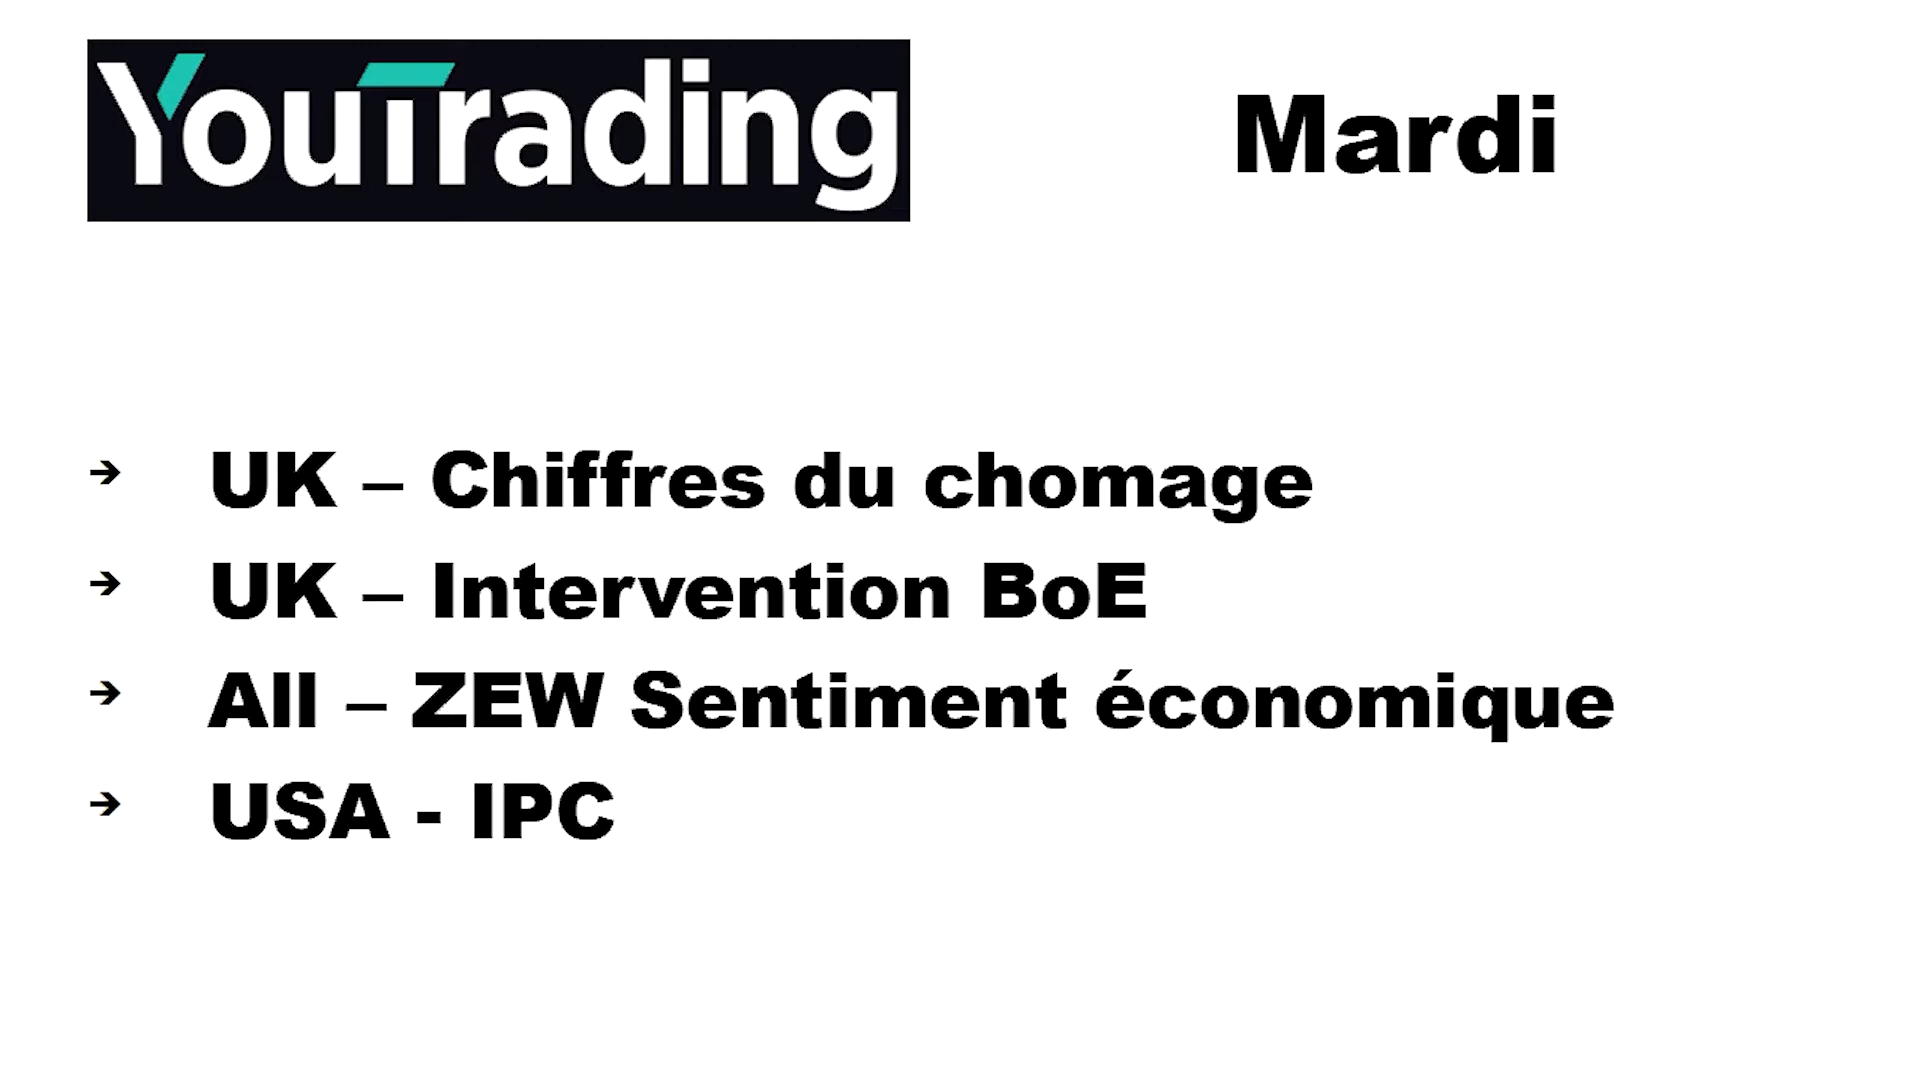 YouTrading
Mardi
➔ UK – Chiffres du chomage
➔ UK – Intervention BoE
➔ All – ZEW Sentiment économique
➔ USA - IPC